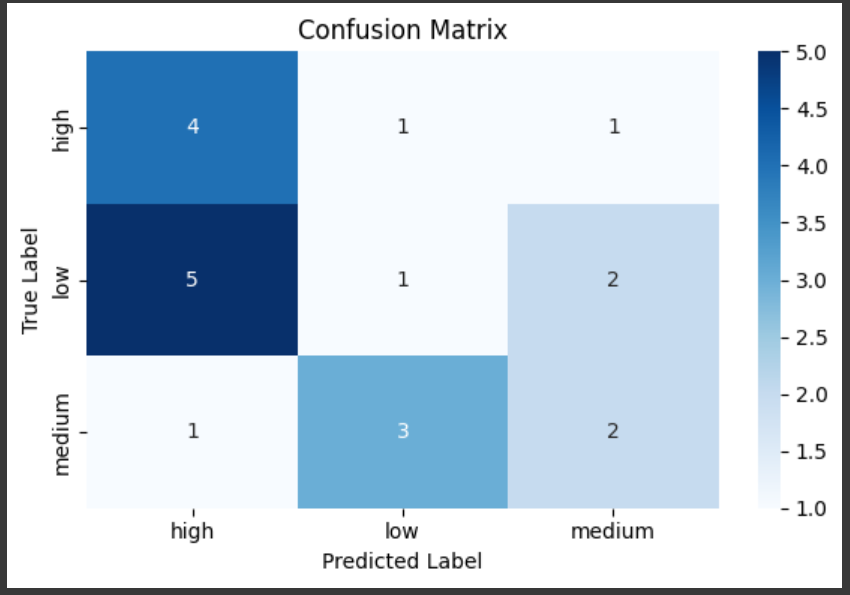 Confusion Matrix
high
4
1
1
low
5
1
2
medium
1
3
2
high
low
medium
True Label
Predicted Label
5.0
4.5
4.0
3.5
3.0
2.5
2.0
1.5
1.0